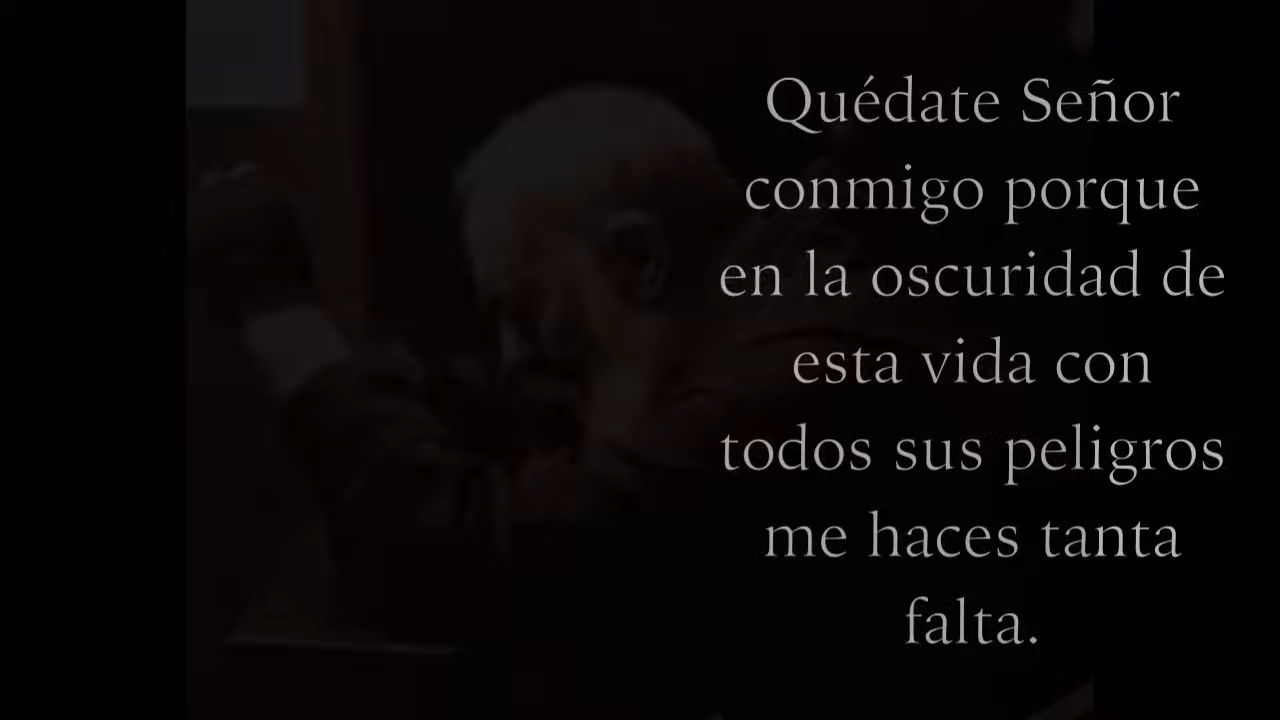 Quédate Señor
conmigo porque
en la oscuridad de
esta vida con
todos sus peligros
me haces tanta
falta.